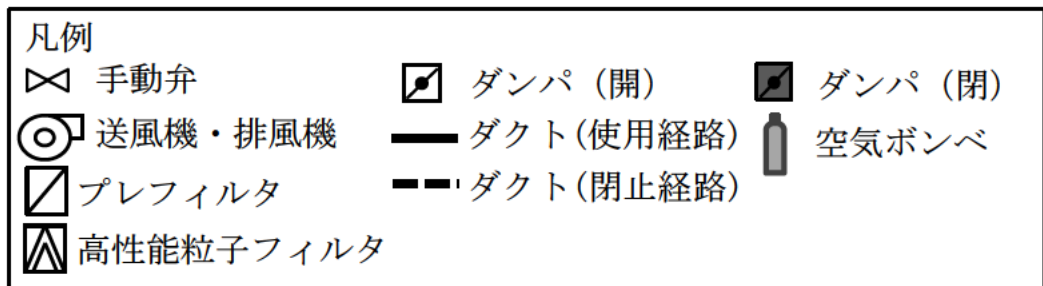 凡例
手動弁 ダンパ（開） ダンパ（閉）
送風機・排風機 ダクト(使用経路) 空気ボンベ
プレフィルタ ダクト(閉止経路)
高性能粒子フィルタ